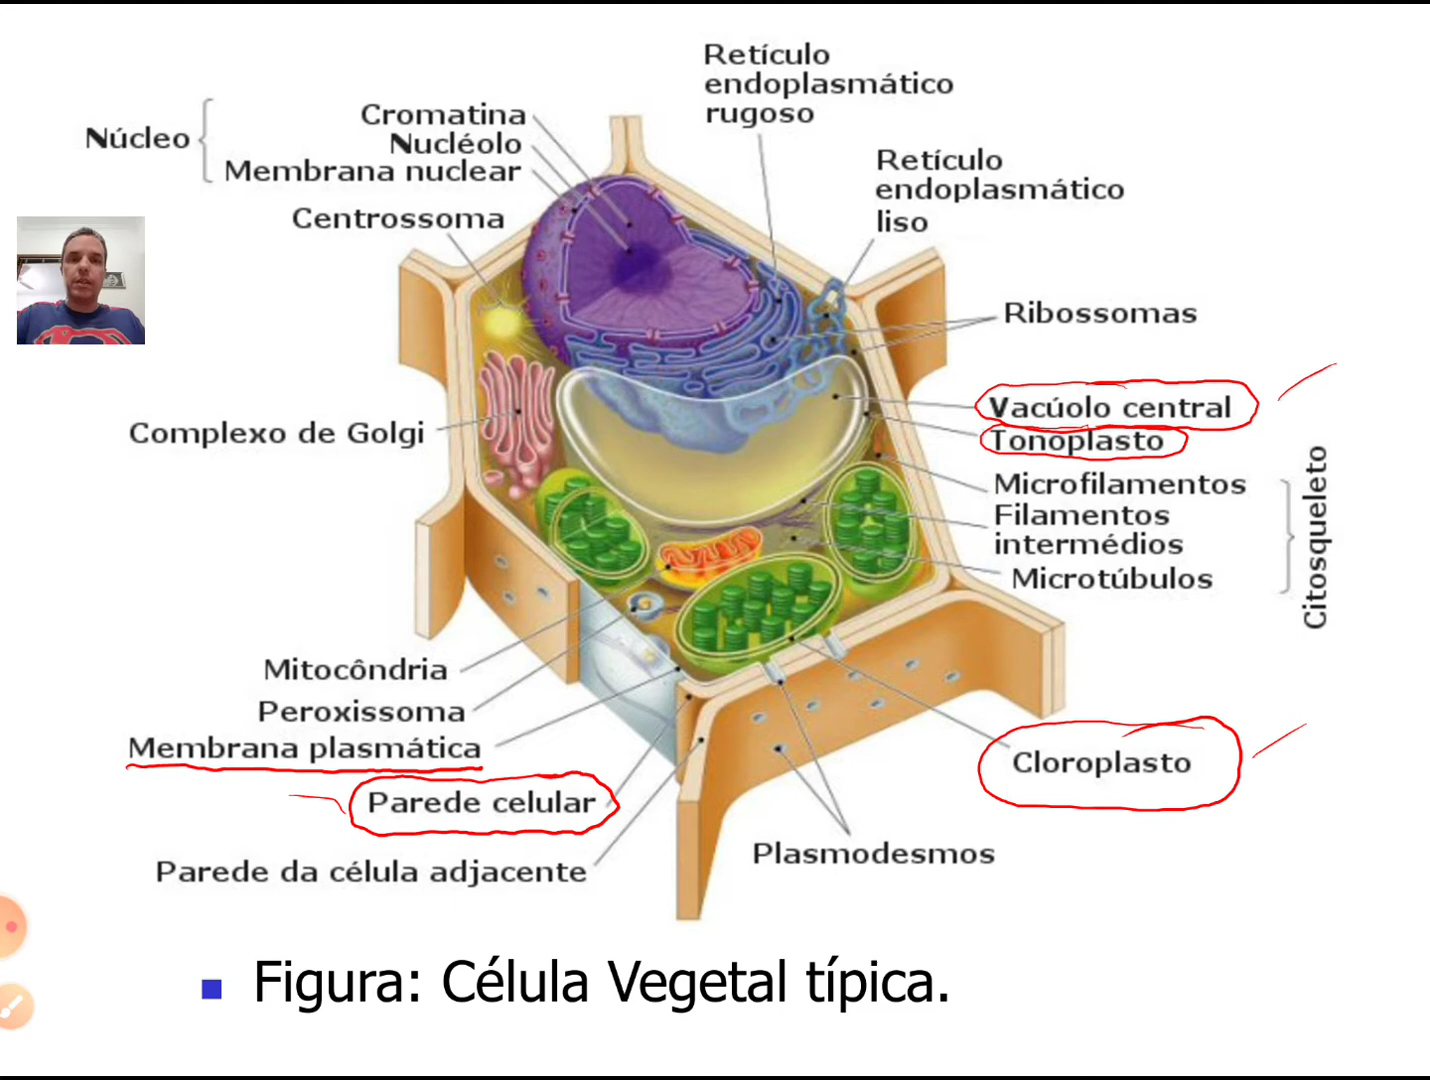 Retículo
endoplasmático
rugoso
Cromatina
Nucléolo
Membrana nuclear
Núcleo
Centrossoma
Retículo
endoplasmático
liso
Ribossomas
Vacúolo central
Tonoplasto
Complexo de Golgi
Microfilamentos
Filamentos
intermédios
Microtúbulos
Citosqueleto
Mitocôndria
Peroxissoma
Membrana plasmática
Parede celular
Parede da célula adjacente
Cloroplasto
Plasmodesmos
Figura: Célula Vegetal típica.